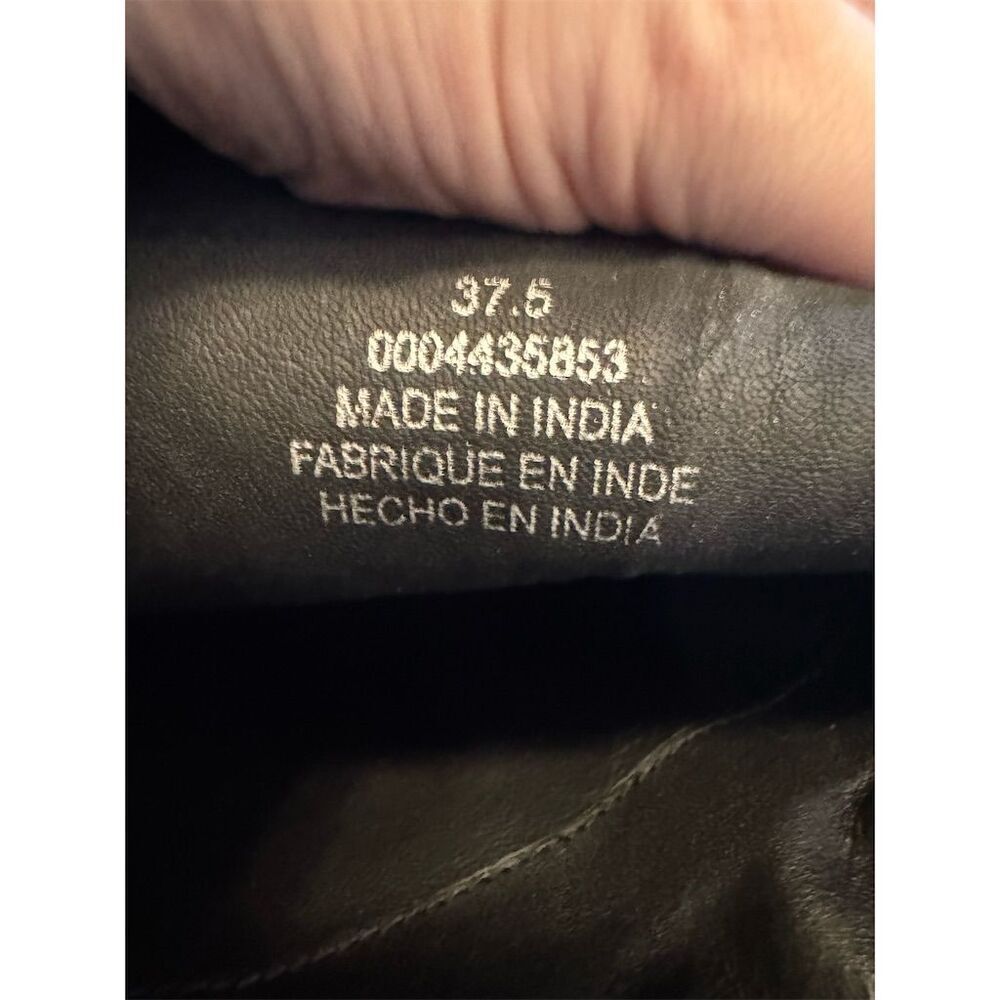 37.5
0004435853
MADE IN INDIA
FABRIQUE EN INDE
HECHO EN INDIA